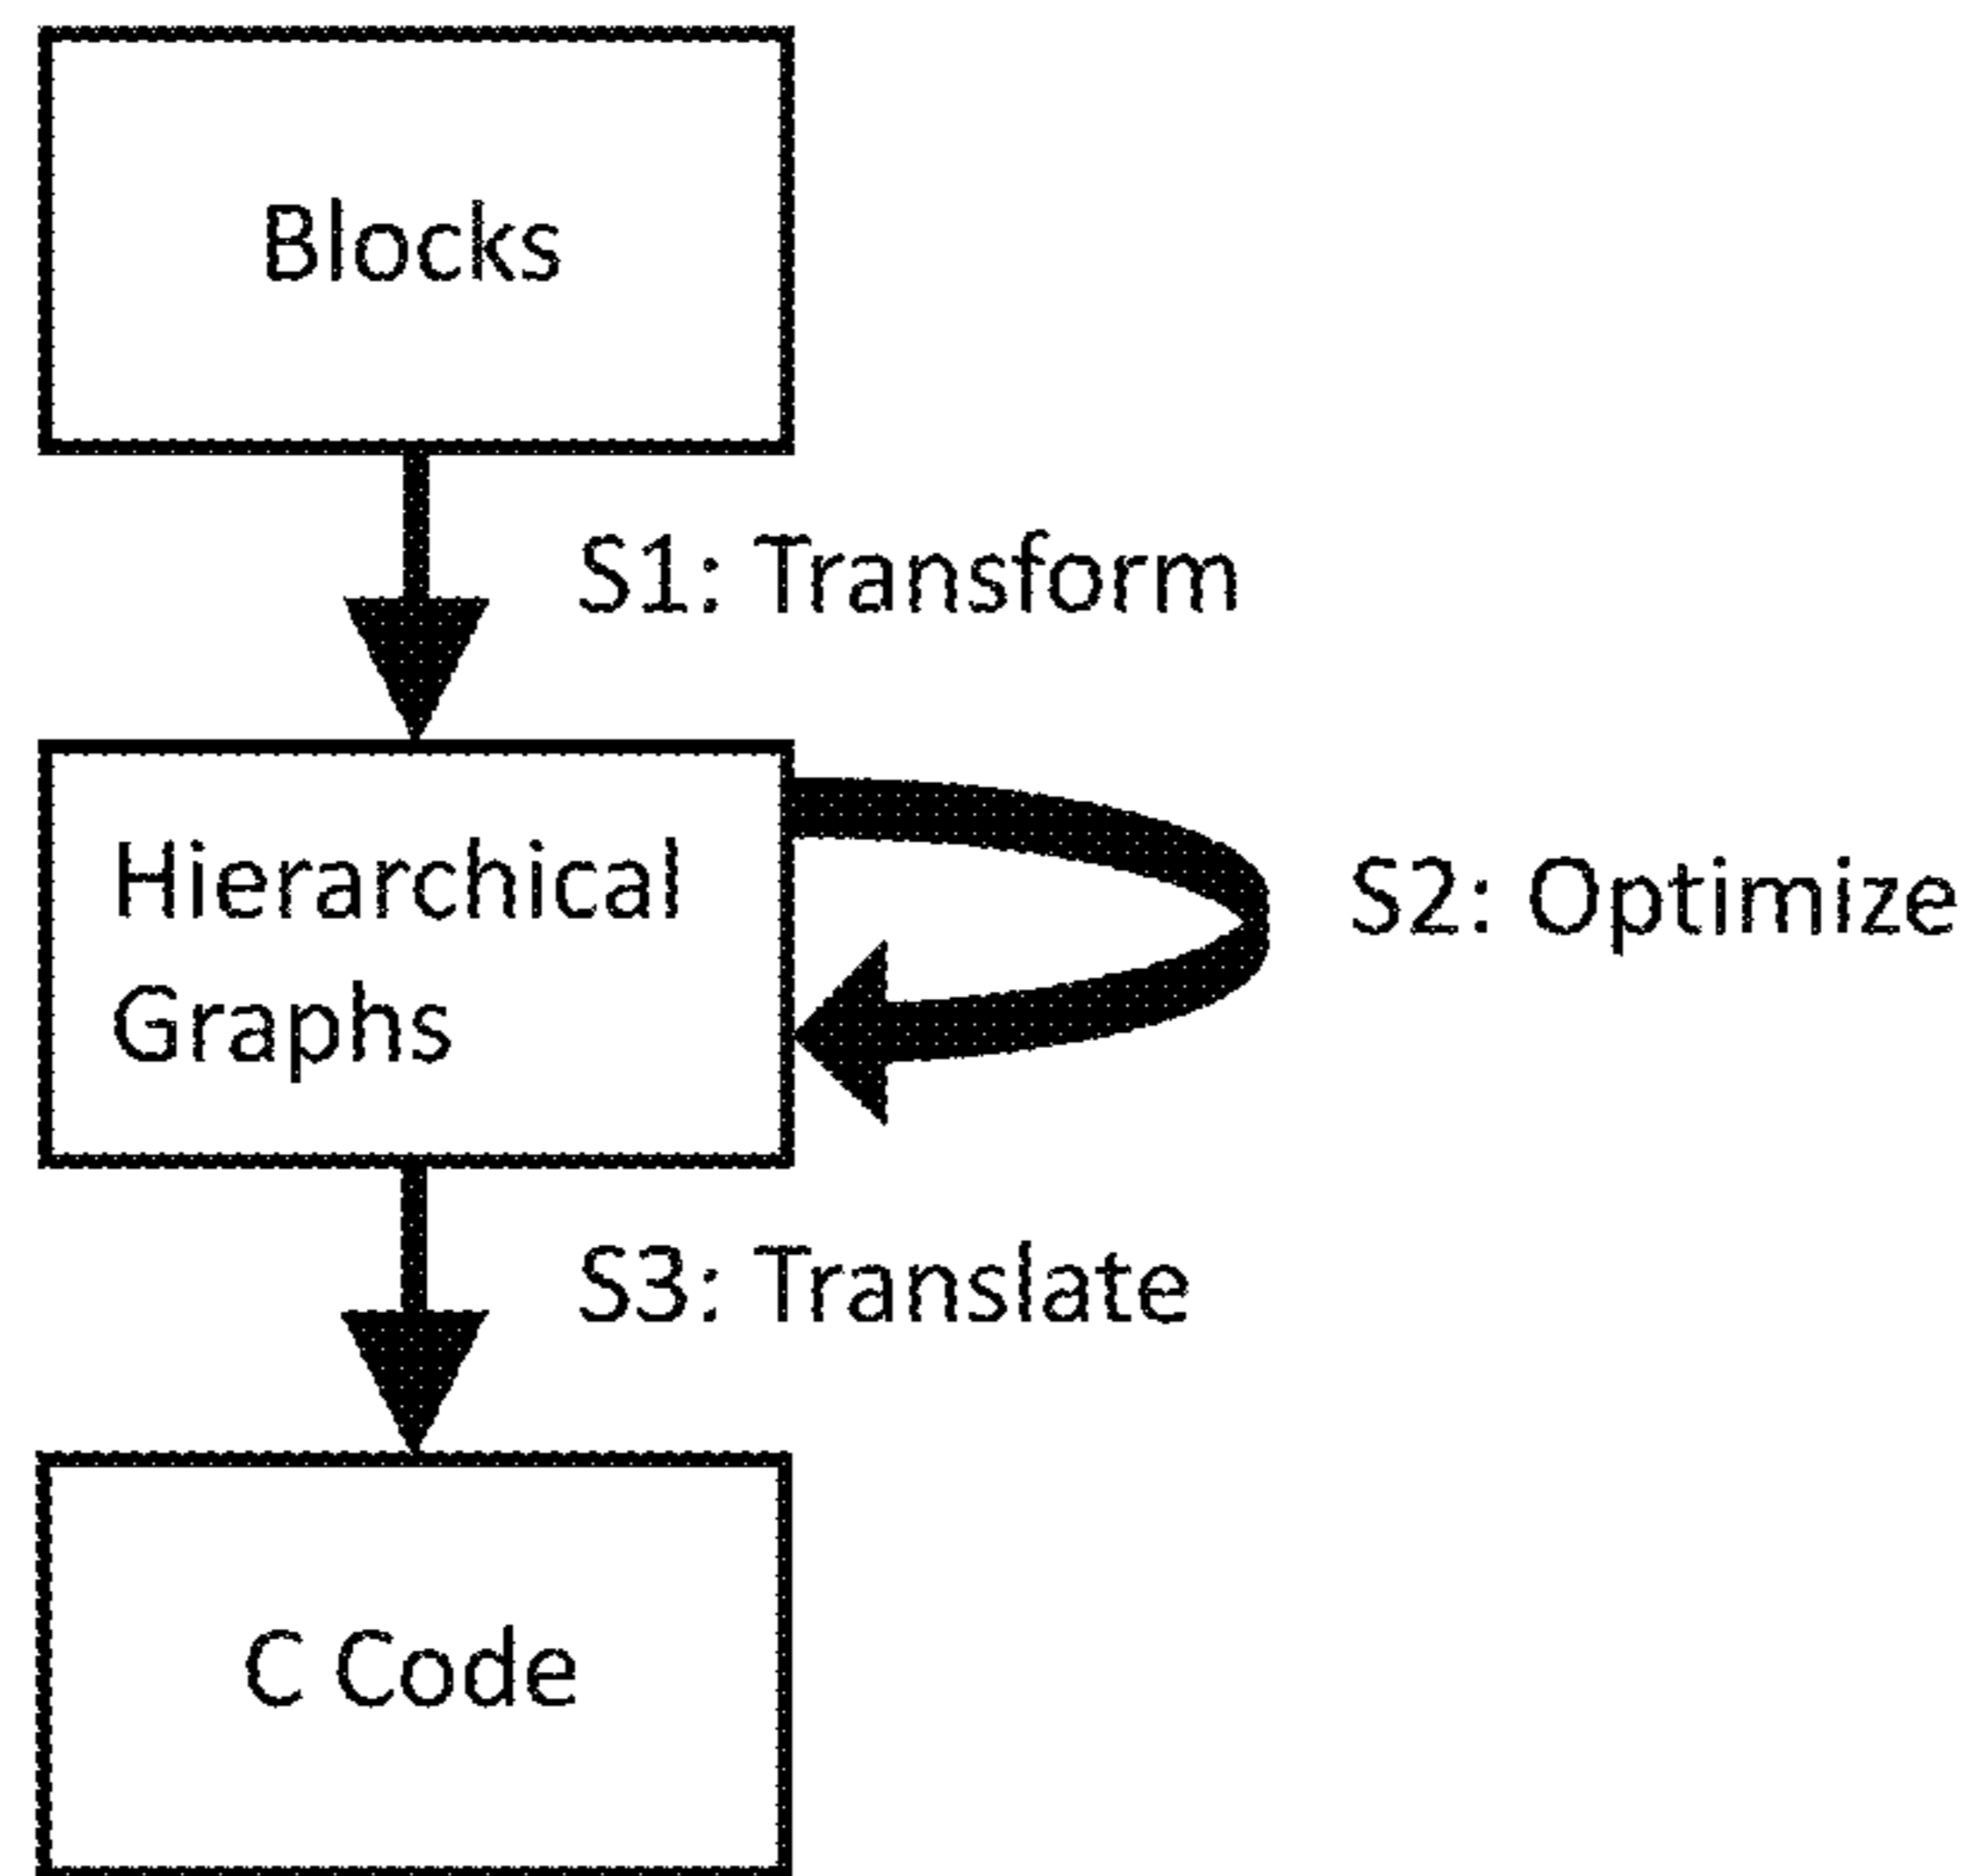 Blocks
S1: Transform
Hierarchical
Graphs
S2: Optimize
S3: Translate
C Code